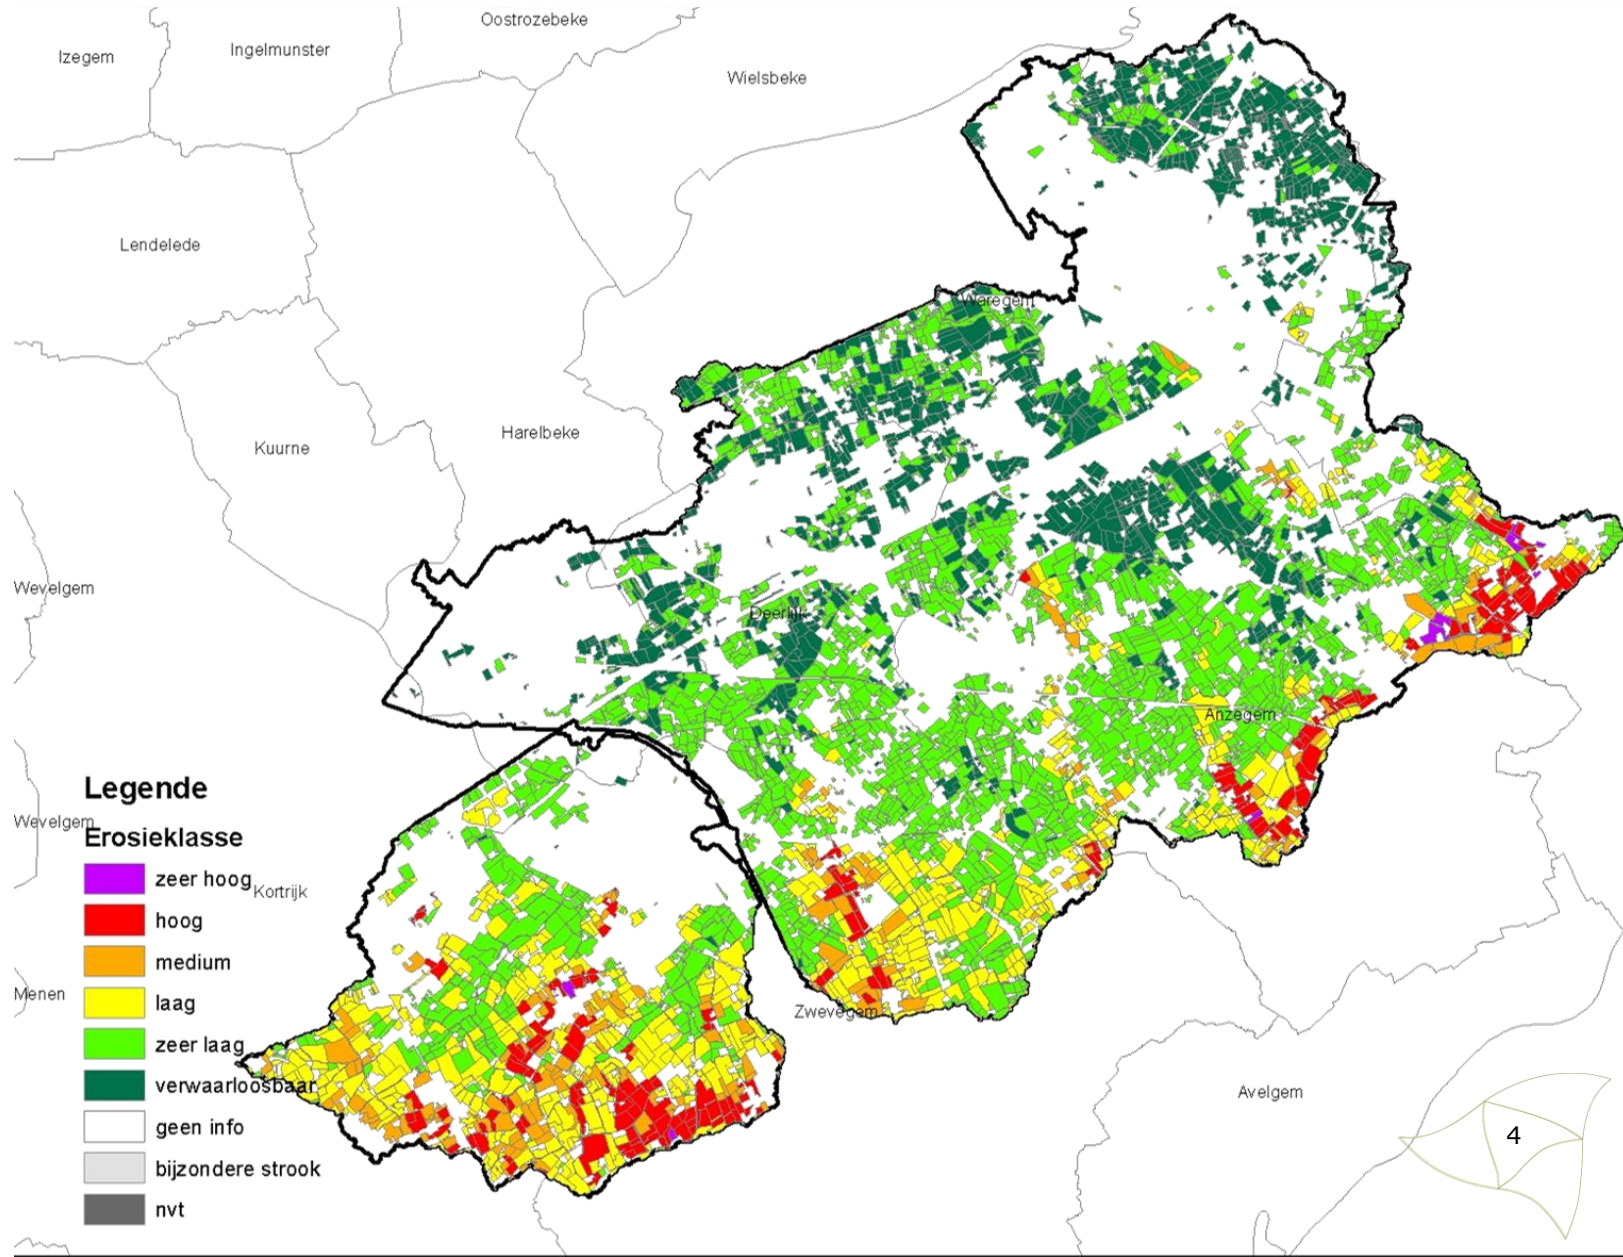 Oostrozebeke
Izegem
Ingelmunster
Wielsbeke
Lendelede
Waregem
Kuurne
Harelbeke
Wevelgem
Deerlijk
Anzegem
Legende
Wevelgem
Erosieklasse
zeer hoog
Kortrijk
hoog
medium
Menen
laag
Zwevegem
zeer laag
verwaarloosbaar
Avelgem
geen info
4
bijzondere strook
nvt